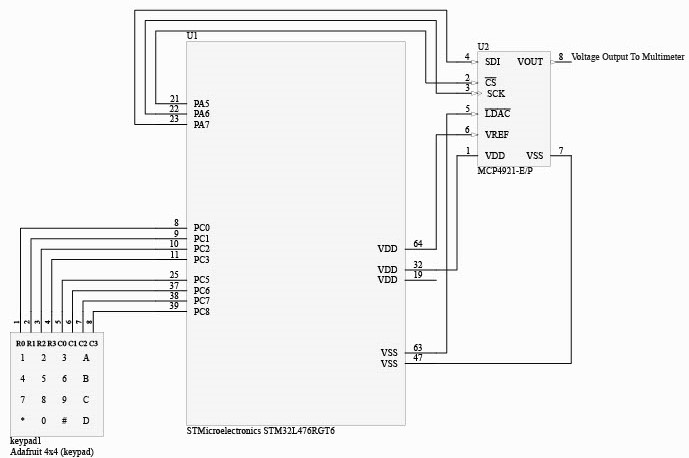 U1
U2
4 SDI VOUT 8 Voltage Output To Multimeter
2 CS
3 SCK
5 LDAC
6 VREF
1 VDD VSS 7
MCP4921-E/P
21 PA5
22 PA6
23 PA7
8 PC0
9 PC1
10 PC2
11 PC3
25 PC5
37 PC6
38 PC7
39 PC8
VDD 64
VDD 32
VDD 19
VSS 63
VSS 47
STMicroelectronics STM32L476RGT6
1 2 3 4 5 6 7 8
R0 R1 R2 R3 C0 C1 C2 C3
1 2 3 A
4 5 6 B
7 8 9 C
* 0 # D
keypad1
Adafruit 4x4 (keypad)